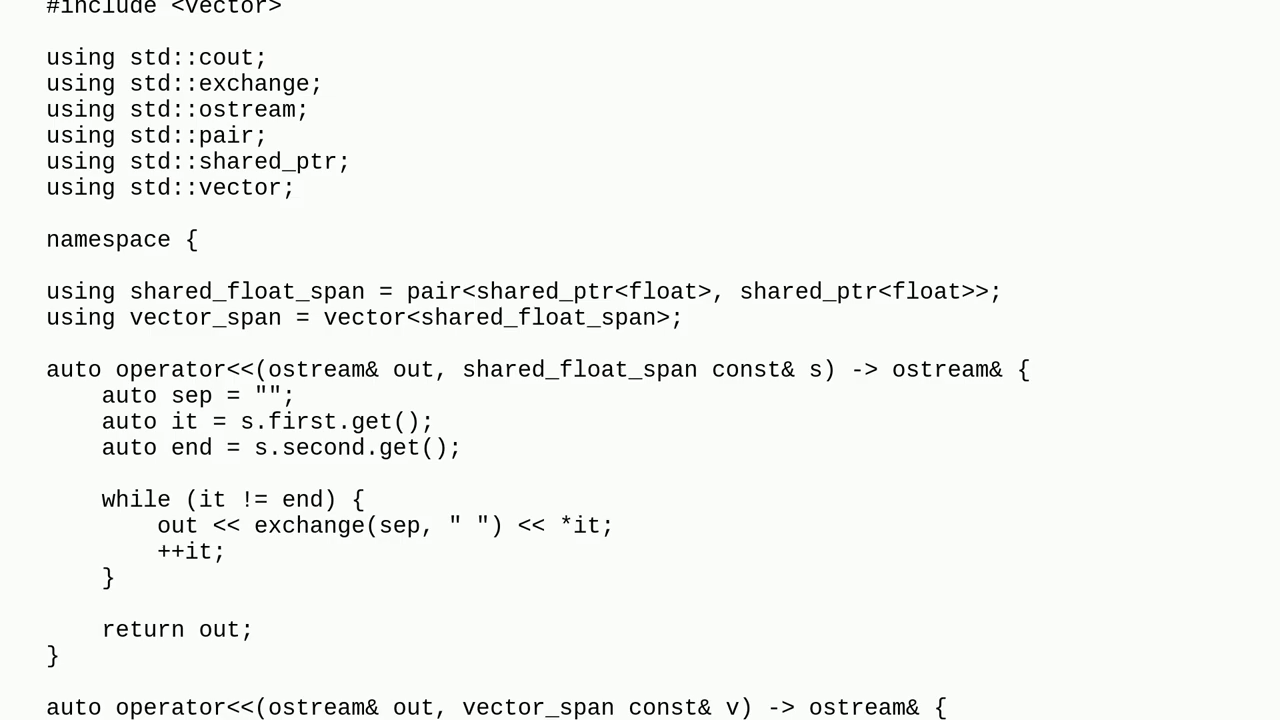 #include <vector>
using std::cout;
using std::exchange;
using std::ostream;
using std::pair;
using std::shared_ptr;
using std::vector;
namespace {
using shared_float_span = pair<shared_ptr<float>, shared_ptr<float>>;
using vector_span = vector<shared_float_span>;
auto operator<<(ostream& out, shared_float_span const& s) -> ostream& {
    auto sep = "";
    auto it = s.first.get();
    auto end = s.second.get();
    while (it != end) {
        out << exchange(sep, " ") << *it;
        ++it;
    }
    return out;
}
auto operator<<(ostream& out, vector_span const& v) -> ostream& {